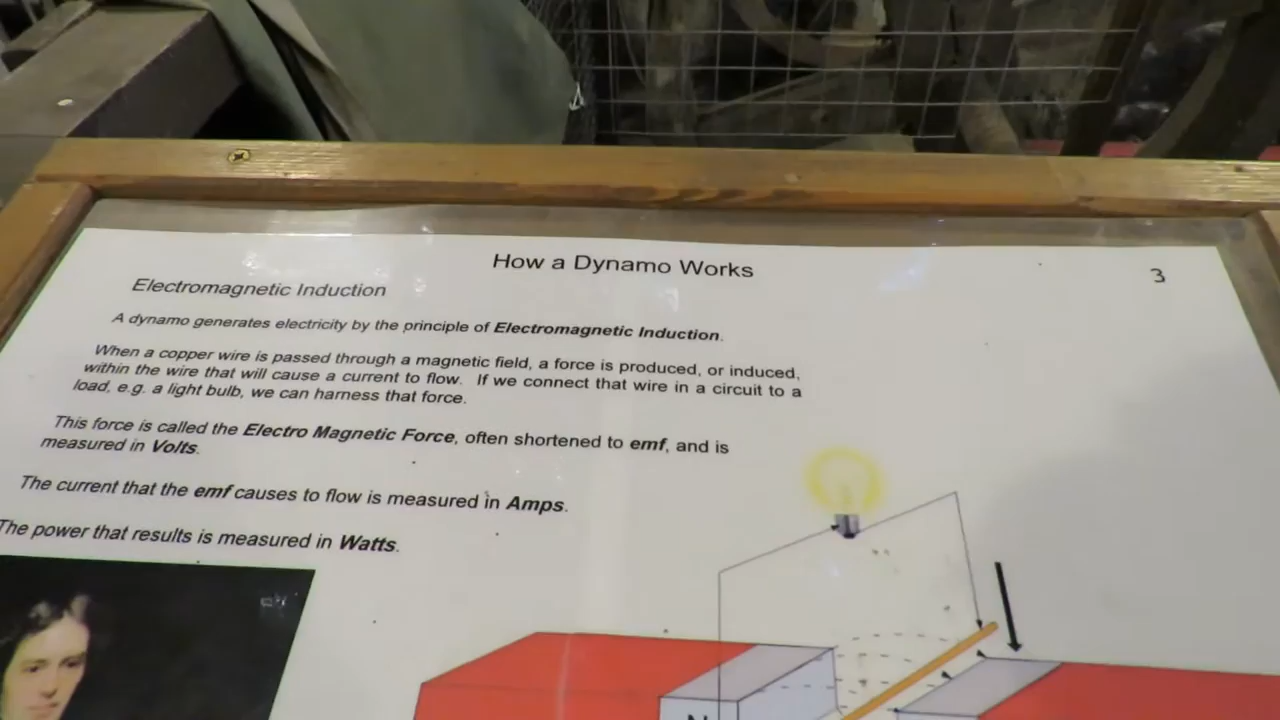 How a Dynamo Works
3
Electromagnetic Induction
A dynamo generates electricity by the principle of Electromagnetic Induction.
When a copper wire is passed through a magnetic field, a force is produced, or induced,
within the wire that will cause a current to flow. If we connect that wire in a circuit to a
load, e.g. a light bulb, we can harness that force.
This force is called the Electro Magnetic Force, often shortened to emf, and is
measured in Volts.
The current that the emf causes to flow is measured in Amps.
The power that results is measured in Watts.
N